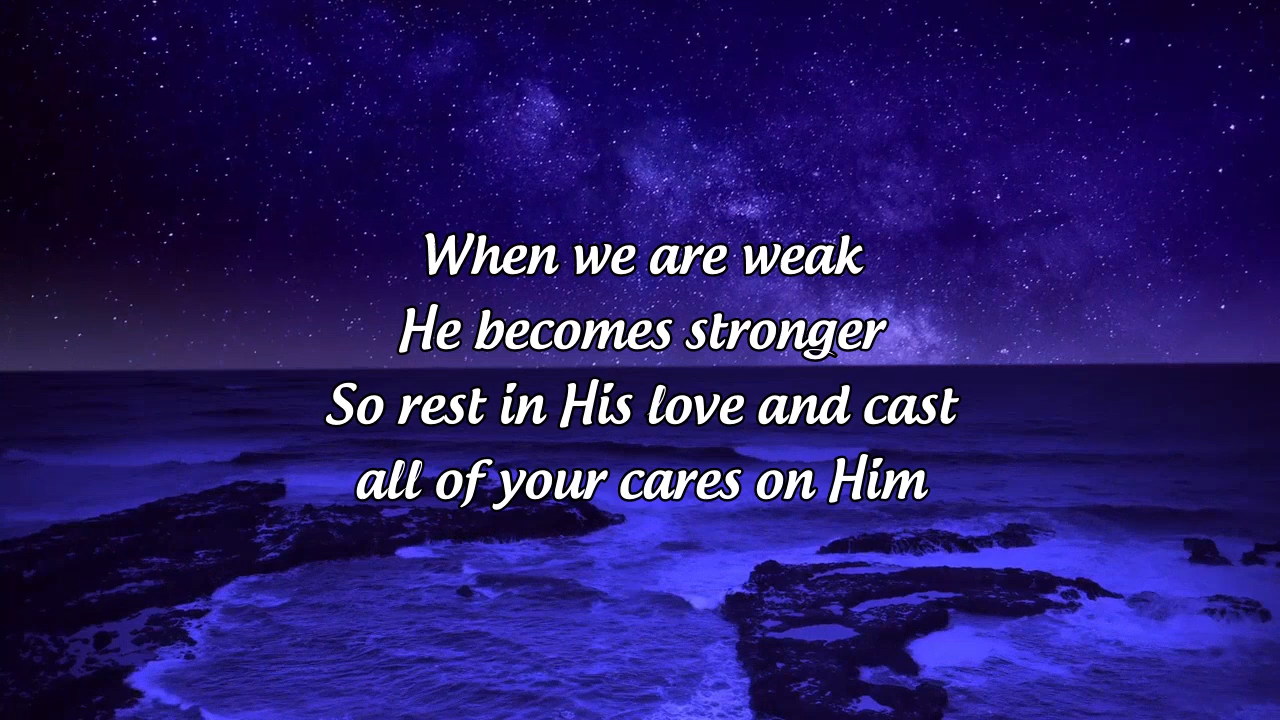 When we are weak
He becomes stronger
So rest in His love and cast
all of your cares on Him